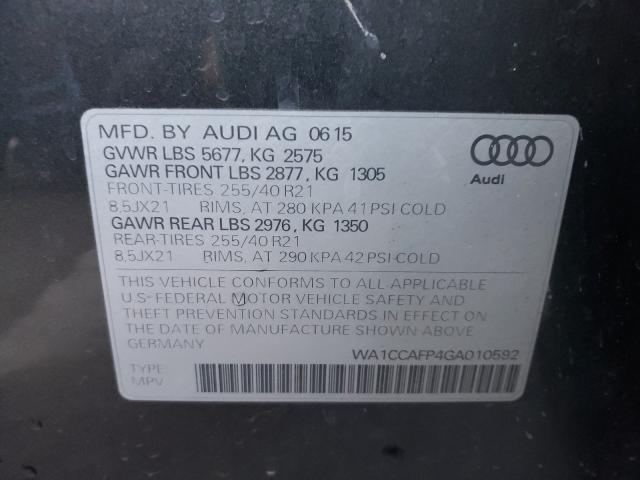 MFD. BY AUDI AG 06 15
GVWR LBS 5677, KG 2575
GAWR FRONT LBS 2877, KG 1305
FRONT-TIRES 255/40 R21
8,5JX21 RIMS, AT 280 KPA 41 PSI COLD
GAWR REAR LBS 2976, KG 1350
REAR-TIRES 255/40 R21
8,5JX21 RIMS, AT 290 KPA 42 PSI COLD
Audi
THIS VEHICLE CONFORMS TO ALL APPLICABLE
U.S-FEDERAL MOTOR VEHICLE SAFETY AND
THEFT PREVENTION STANDARDS IN EFFECT ON
THE DATE OF MANUFACTURE SHOWN ABOVE
GERMANY
WA1CCAFP4GA010592
TYPE:
MPV